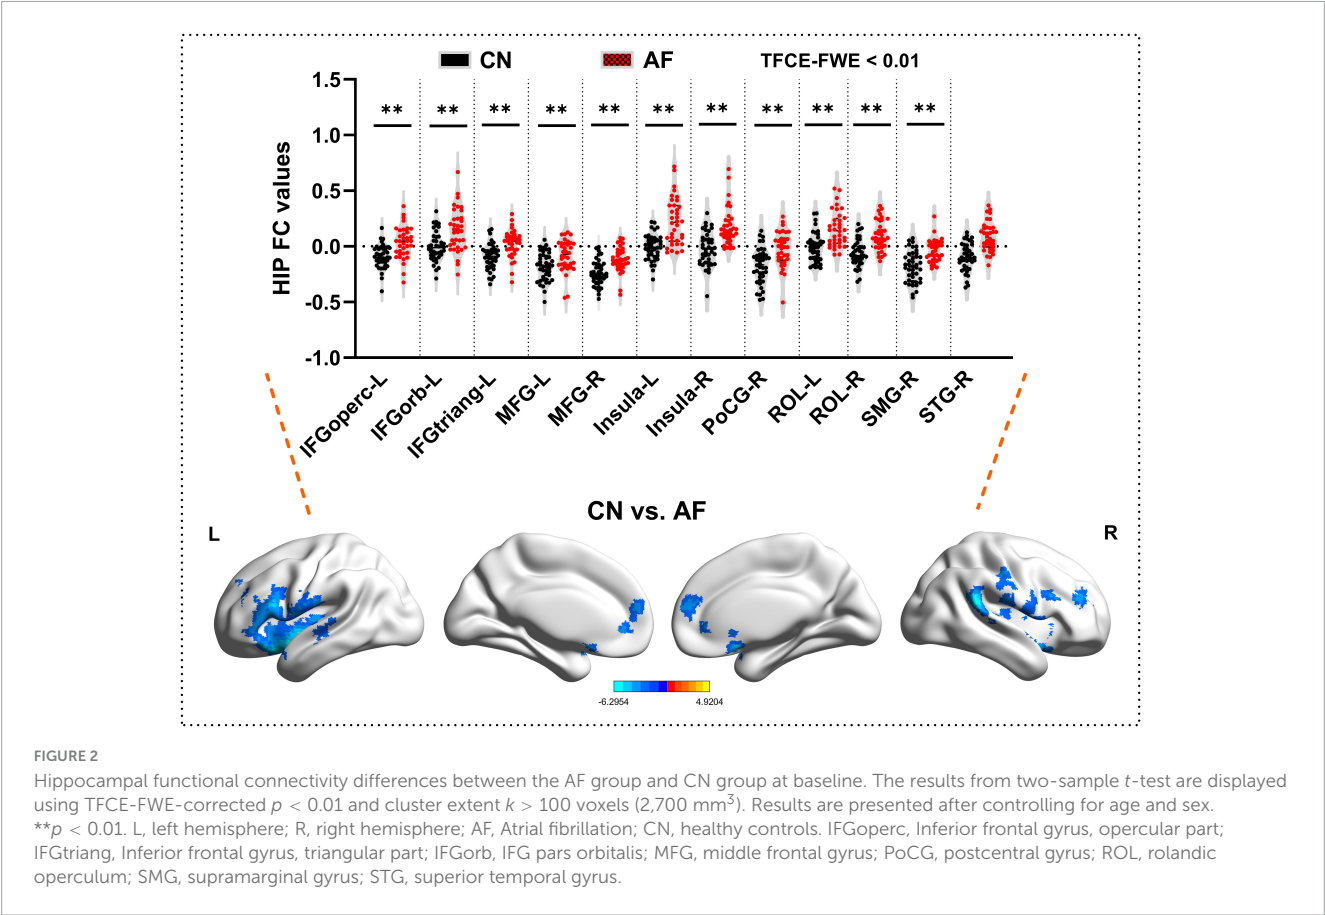 CN AF TFCE-FWE < 0.01
1.5
** ** ** ** ** ** ** ** ** ** **
1.0
0.5
0.0
-0.5
-1.0
HIP FC values
IFGoperc-L IFGorb-L IFGtriang-L MFG-L MFG-R Insula-L Insula-R PoCG-R ROL-L ROL-R SMG-R STG-R
CN vs. AF
L R
-6.2954 4.9204
FIGURE 2
Hippocampal functional connectivity differences between the AF group and CN group at baseline. The results from two-sample t-test are displayed
using TFCE-FWE-corrected p < 0.01 and cluster extent k > 100 voxels (2,700 mm³). Results are presented after controlling for age and sex.
**p < 0.01. L, left hemisphere; R, right hemisphere; AF, Atrial fibrillation; CN, healthy controls. IFGoperc, Inferior frontal gyrus, opercular part;
IFGtriang, Inferior frontal gyrus, triangular part; IFGorb, IFG pars orbitalis; MFG, middle frontal gyrus; PoCG, postcentral gyrus; ROL, rolandic
operculum; SMG, supramarginal gyrus; STG, superior temporal gyrus.